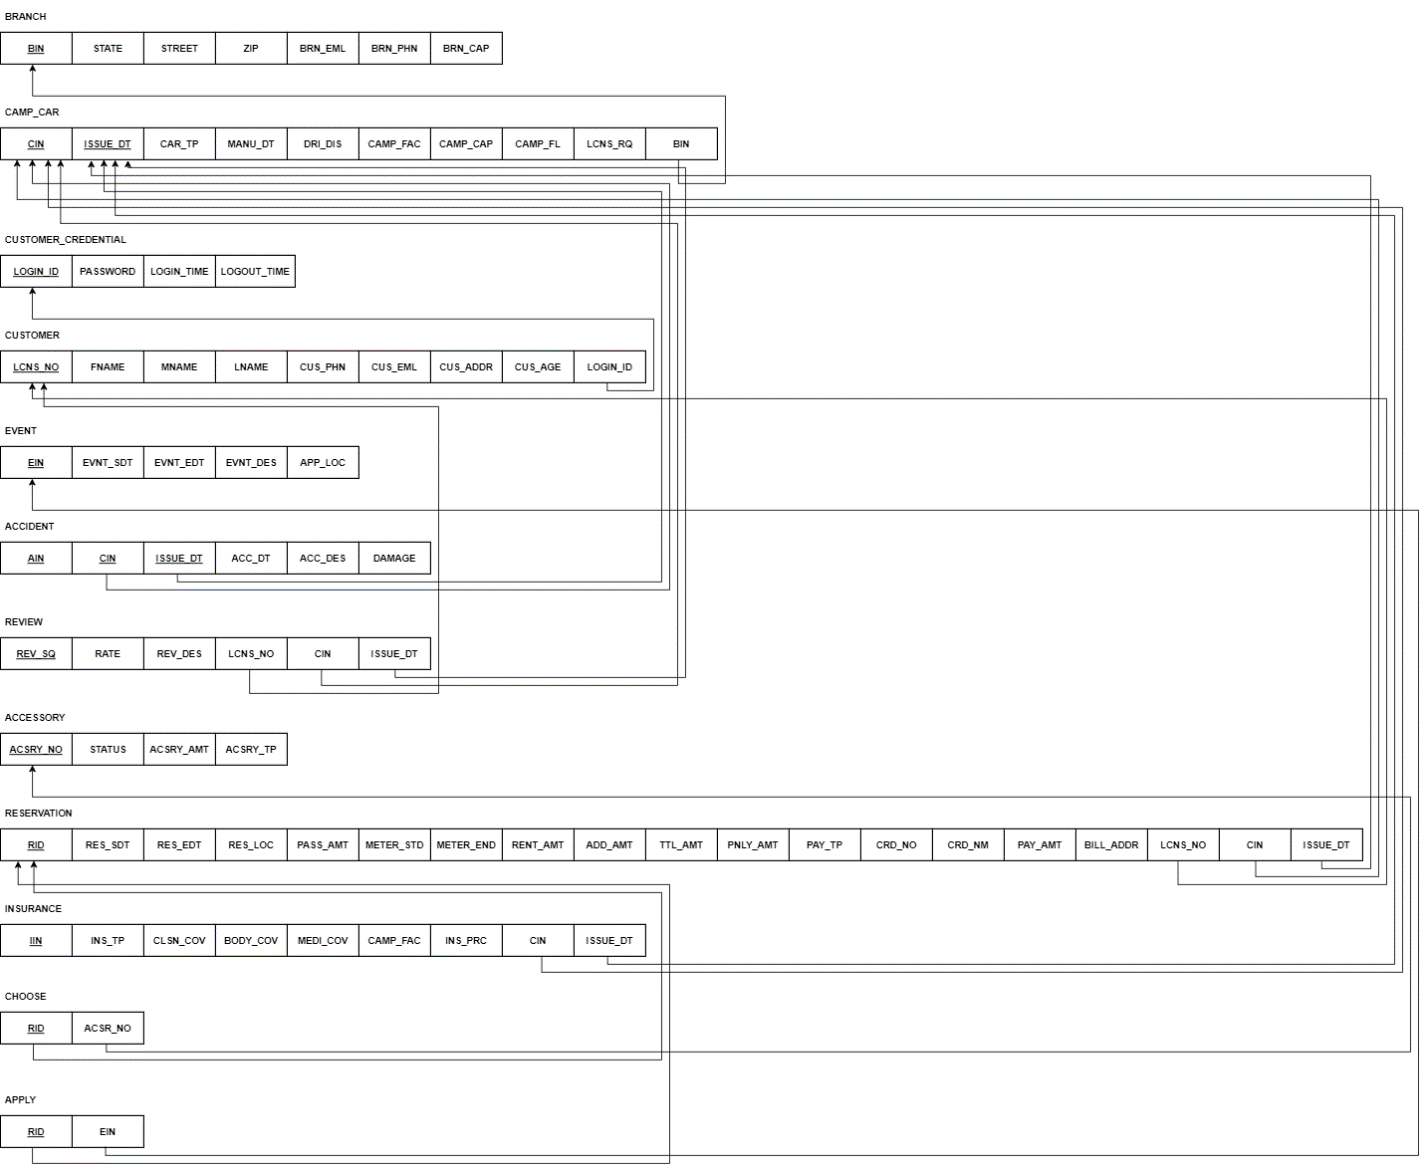 BRANCH
BIN STATE STREET ZIP BRN_EML BRN_PHN BRN_CAP
CAMP_CAR
CIN ISSUE_DT CAR_TP MANU_DT DRI_DIS CAMP_FAC CAMP_CAP CAMP_FL LCNS_RQ BIN
CUSTOMER_CREDENTIAL
LOGIN_ID PASSWORD LOGIN_TIME LOGOUT_TIME
CUSTOMER
LCNS_NO FNAME MNAME LNAME CUS_PHN CUS_EML CUS_ADDR CUS_AGE LOGIN_ID
EVENT
EIN EVNT_SDT EVNT_EDT EVNT_DES APP_LOC
ACCIDENT
AIN CIN ISSUE_DT ACC_DT ACC_DES DAMAGE
REVIEW
REV_SQ RATE REV_DES LCNS_NO CIN ISSUE_DT
ACCESSORY
ACSRY_NO STATUS ACSRY_AMT ACSRY_TP
RESERVATION
RID RES_SDT RES_EDT RES_LOC PASS_AMT METER_STD METER_END RENT_AMT ADD_AMT TTL_AMT PNLY_AMT PAY_TP CRD_NO CRD_NM PAY_AMT BILL_ADDR LCNS_NO CIN ISSUE_DT
INSURANCE
IIN INS_TP CLSN_COV BODY_COV MEDI_COV CAMP_FAC INS_PRC CIN ISSUE_DT
CHOOSE
RID ACSR_NO
APPLY
RID EIN